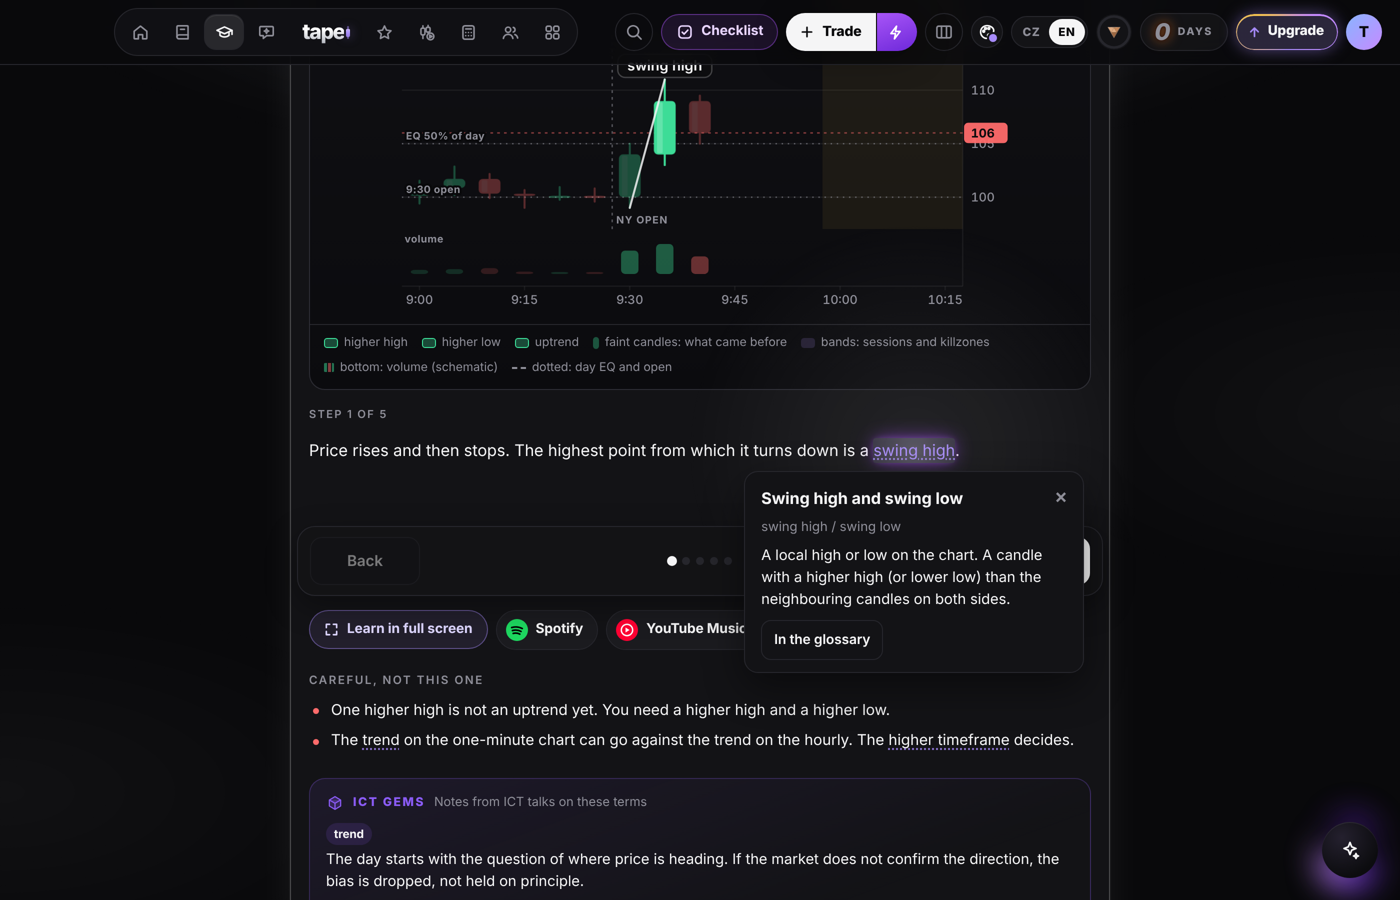 tape
Checklist
+ Trade
CZ EN
0 DAYS
Upgrade
T
swing high
110
EQ 50% of day
106
105
9:30 open
100
NY OPEN
volume
9:00 9:15 9:30 9:45 10:00 10:15
higher high higher low uptrend faint candles: what came before bands: sessions and killzones
bottom: volume (schematic) dotted: day EQ and open
STEP 1 OF 5
Price rises and then stops. The highest point from which it turns down is a swing high.
Swing high and swing low
swing high / swing low
A local high or low on the chart. A candle
with a higher high (or lower low) than the
neighbouring candles on both sides.
In the glossary
Back
Learn in full screen Spotify YouTube Music
CAREFUL, NOT THIS ONE
One higher high is not an uptrend yet. You need a higher high and a higher low.
The trend on the one-minute chart can go against the trend on the hourly. The higher timeframe decides.
ICT GEMS Notes from ICT talks on these terms
trend
The day starts with the question of where price is heading. If the market does not confirm the direction, the
bias is dropped, not held on principle.